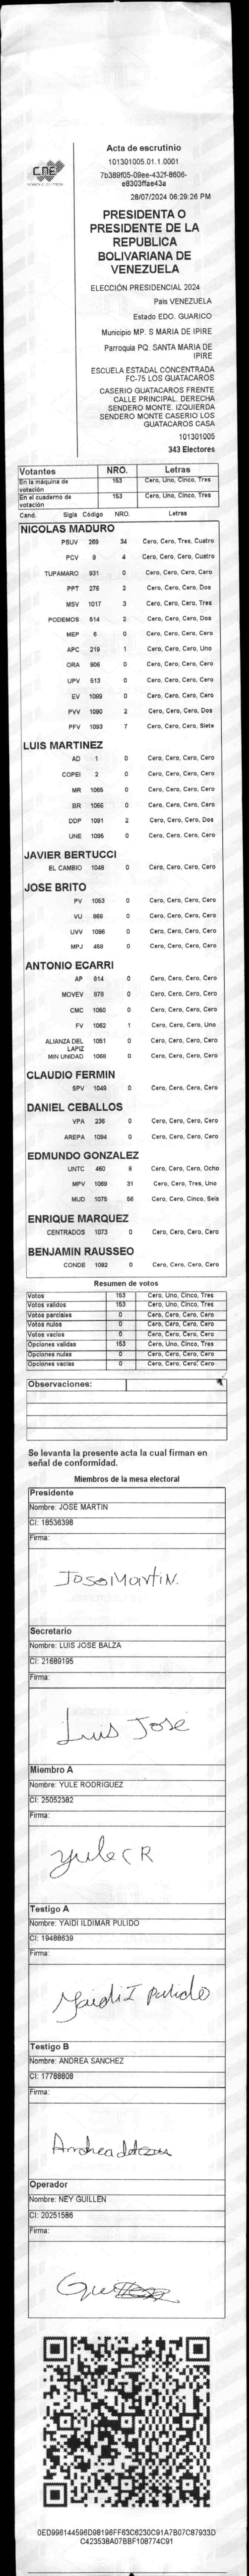 CNE
Acta de escrutinio
101301005.01.1.0001
7b389f05-09ee-432f-8606-
e8303ffae43a
28/07/2024 06:29:26 PM
PRESIDENTA O
PRESIDENTE DE LA
REPUBLICA
BOLIVARIANA DE
VENEZUELA
ELECCIÓN PRESIDENCIAL 2024
Pais VENEZUELA
Estado EDO. GUARICO
Municipio MP. S MARIA DE IPIRE
Parroquia PQ. SANTA MARIA DE
IPIRE
ESCUELA ESTADAL CONCENTRADA
FC-75 LOS GUATACAROS
CASERIO GUATACAROS FRENTE
CALLE PRINCIPAL. DERECHA
SENDERO MONTE. IZQUIERDA
SENDERO MONTE CASERIO LOS
GUATACAROS CASA
101301005
343 Electores
Votantes NRO. Letras
En la máquina de votación 153 Cero, Uno, Cinco, Tres
En el cuaderno de votación 153 Cero, Uno, Cinco, Tres
Cand. Sigla Código NRO. Letras
NICOLAS MADURO
PSUV 269 34 Cero, Cero, Tres, Cuatro
PCV 9 4 Cero, Cero, Cero, Cuatro
TUPAMARO 931 0 Cero, Cero, Cero, Cero
PPT 276 2 Cero, Cero, Cero, Dos
MSV 1017 3 Cero, Cero, Cero, Tres
PODEMOS 614 2 Cero, Cero, Cero, Dos
MEP 6 0 Cero, Cero, Cero, Cero
APC 219 1 Cero, Cero, Cero, Uno
ORA 906 0 Cero, Cero, Cero, Cero
UPV 513 0 Cero, Cero, Cero, Cero
EV 1089 0 Cero, Cero, Cero, Cero
PVV 1090 2 Cero, Cero, Cero, Dos
PFV 1093 7 Cero, Cero, Cero, Siete
LUIS MARTINEZ
AD 1 0 Cero, Cero, Cero, Cero
COPEI 2 0 Cero, Cero, Cero, Cero
MR 1065 0 Cero, Cero, Cero, Cero
BR 1066 0 Cero, Cero, Cero, Cero
DDP 1091 2 Cero, Cero, Cero, Dos
UNE 1095 0 Cero, Cero, Cero, Cero
JAVIER BERTUCCI
EL CAMBIO 1048 0 Cero, Cero, Cero, Cero
JOSE BRITO
PV 1053 0 Cero, Cero, Cero, Cero
VU 868 0 Cero, Cero, Cero, Cero
UVV 1096 0 Cero, Cero, Cero, Cero
MPJ 459 0 Cero, Cero, Cero, Cero
ANTONIO ECARRI
AP 814 0 Cero, Cero, Cero, Cero
MOVEV 878 0 Cero, Cero, Cero, Cero
CMC 1060 0 Cero, Cero, Cero, Cero
FV 1062 1 Cero, Cero, Cero, Uno
ALIANZA DEL LAPIZ 1051 0 Cero, Cero, Cero, Cero
MIN UNIDAD 1068 0 Cero, Cero, Cero, Cero
CLAUDIO FERMIN
SPV 1049 0 Cero, Cero, Cero, Cero
DANIEL CEBALLOS
VPA 236 0 Cero, Cero, Cero, Cero
AREPA 1094 0 Cero, Cero, Cero, Cero
EDMUNDO GONZALEZ
UNTC 460 8 Cero, Cero, Cero, Ocho
MPV 1069 31 Cero, Cero, Tres, Uno
MUD 1075 56 Cero, Cero, Cinco, Seis
ENRIQUE MARQUEZ
CENTRADOS 1073 0 Cero, Cero, Cero, Cero
BENJAMIN RAUSSEO
CONDE 1092 0 Cero, Cero, Cero, Cero
Resumen de votos
Votos 153 Cero, Uno, Cinco, Tres
Votos validos 153 Cero, Uno, Cinco, Tres
Votos parciales 0 Cero, Cero, Cero, Cero
Votos nulos 0 Cero, Cero, Cero, Cero
Votos vacios 0 Cero, Cero, Cero, Cero
Opciones validas 153 Cero, Uno, Cinco, Tres
Opciones nulas 0 Cero, Cero, Cero, Cero
Opciones vacias 0 Cero, Cero, Cero, Cero
Observaciones:
Se levanta la presente acta la cual firman en
señal de conformidad.
Miembros de la mesa electoral
Presidente
Nombre: JOSE MARTIN
CI: 18536398
Firma:
José Martin.
Secretario
Nombre: LUIS JOSE BALZA
CI: 21689195
Firma:
Luis José
Miembro A
Nombre: YULE RODRIGUEZ
CI: 25052382
Firma:
yule C R
Testigo A
Nombre: YAIDI ILDIMAR PULIDO
CI: 19488639
Firma:
Yaidi I pulido
Testigo B
Nombre: ANDREA SANCHEZ
CI: 17788808
Firma:
Andrea
Operador
Nombre: NEY GUILLEN
CI: 20251586
Firma:
0ED996144596D98196FF63C6230C91A7B07C87933D
C423538A07BBF108774C91